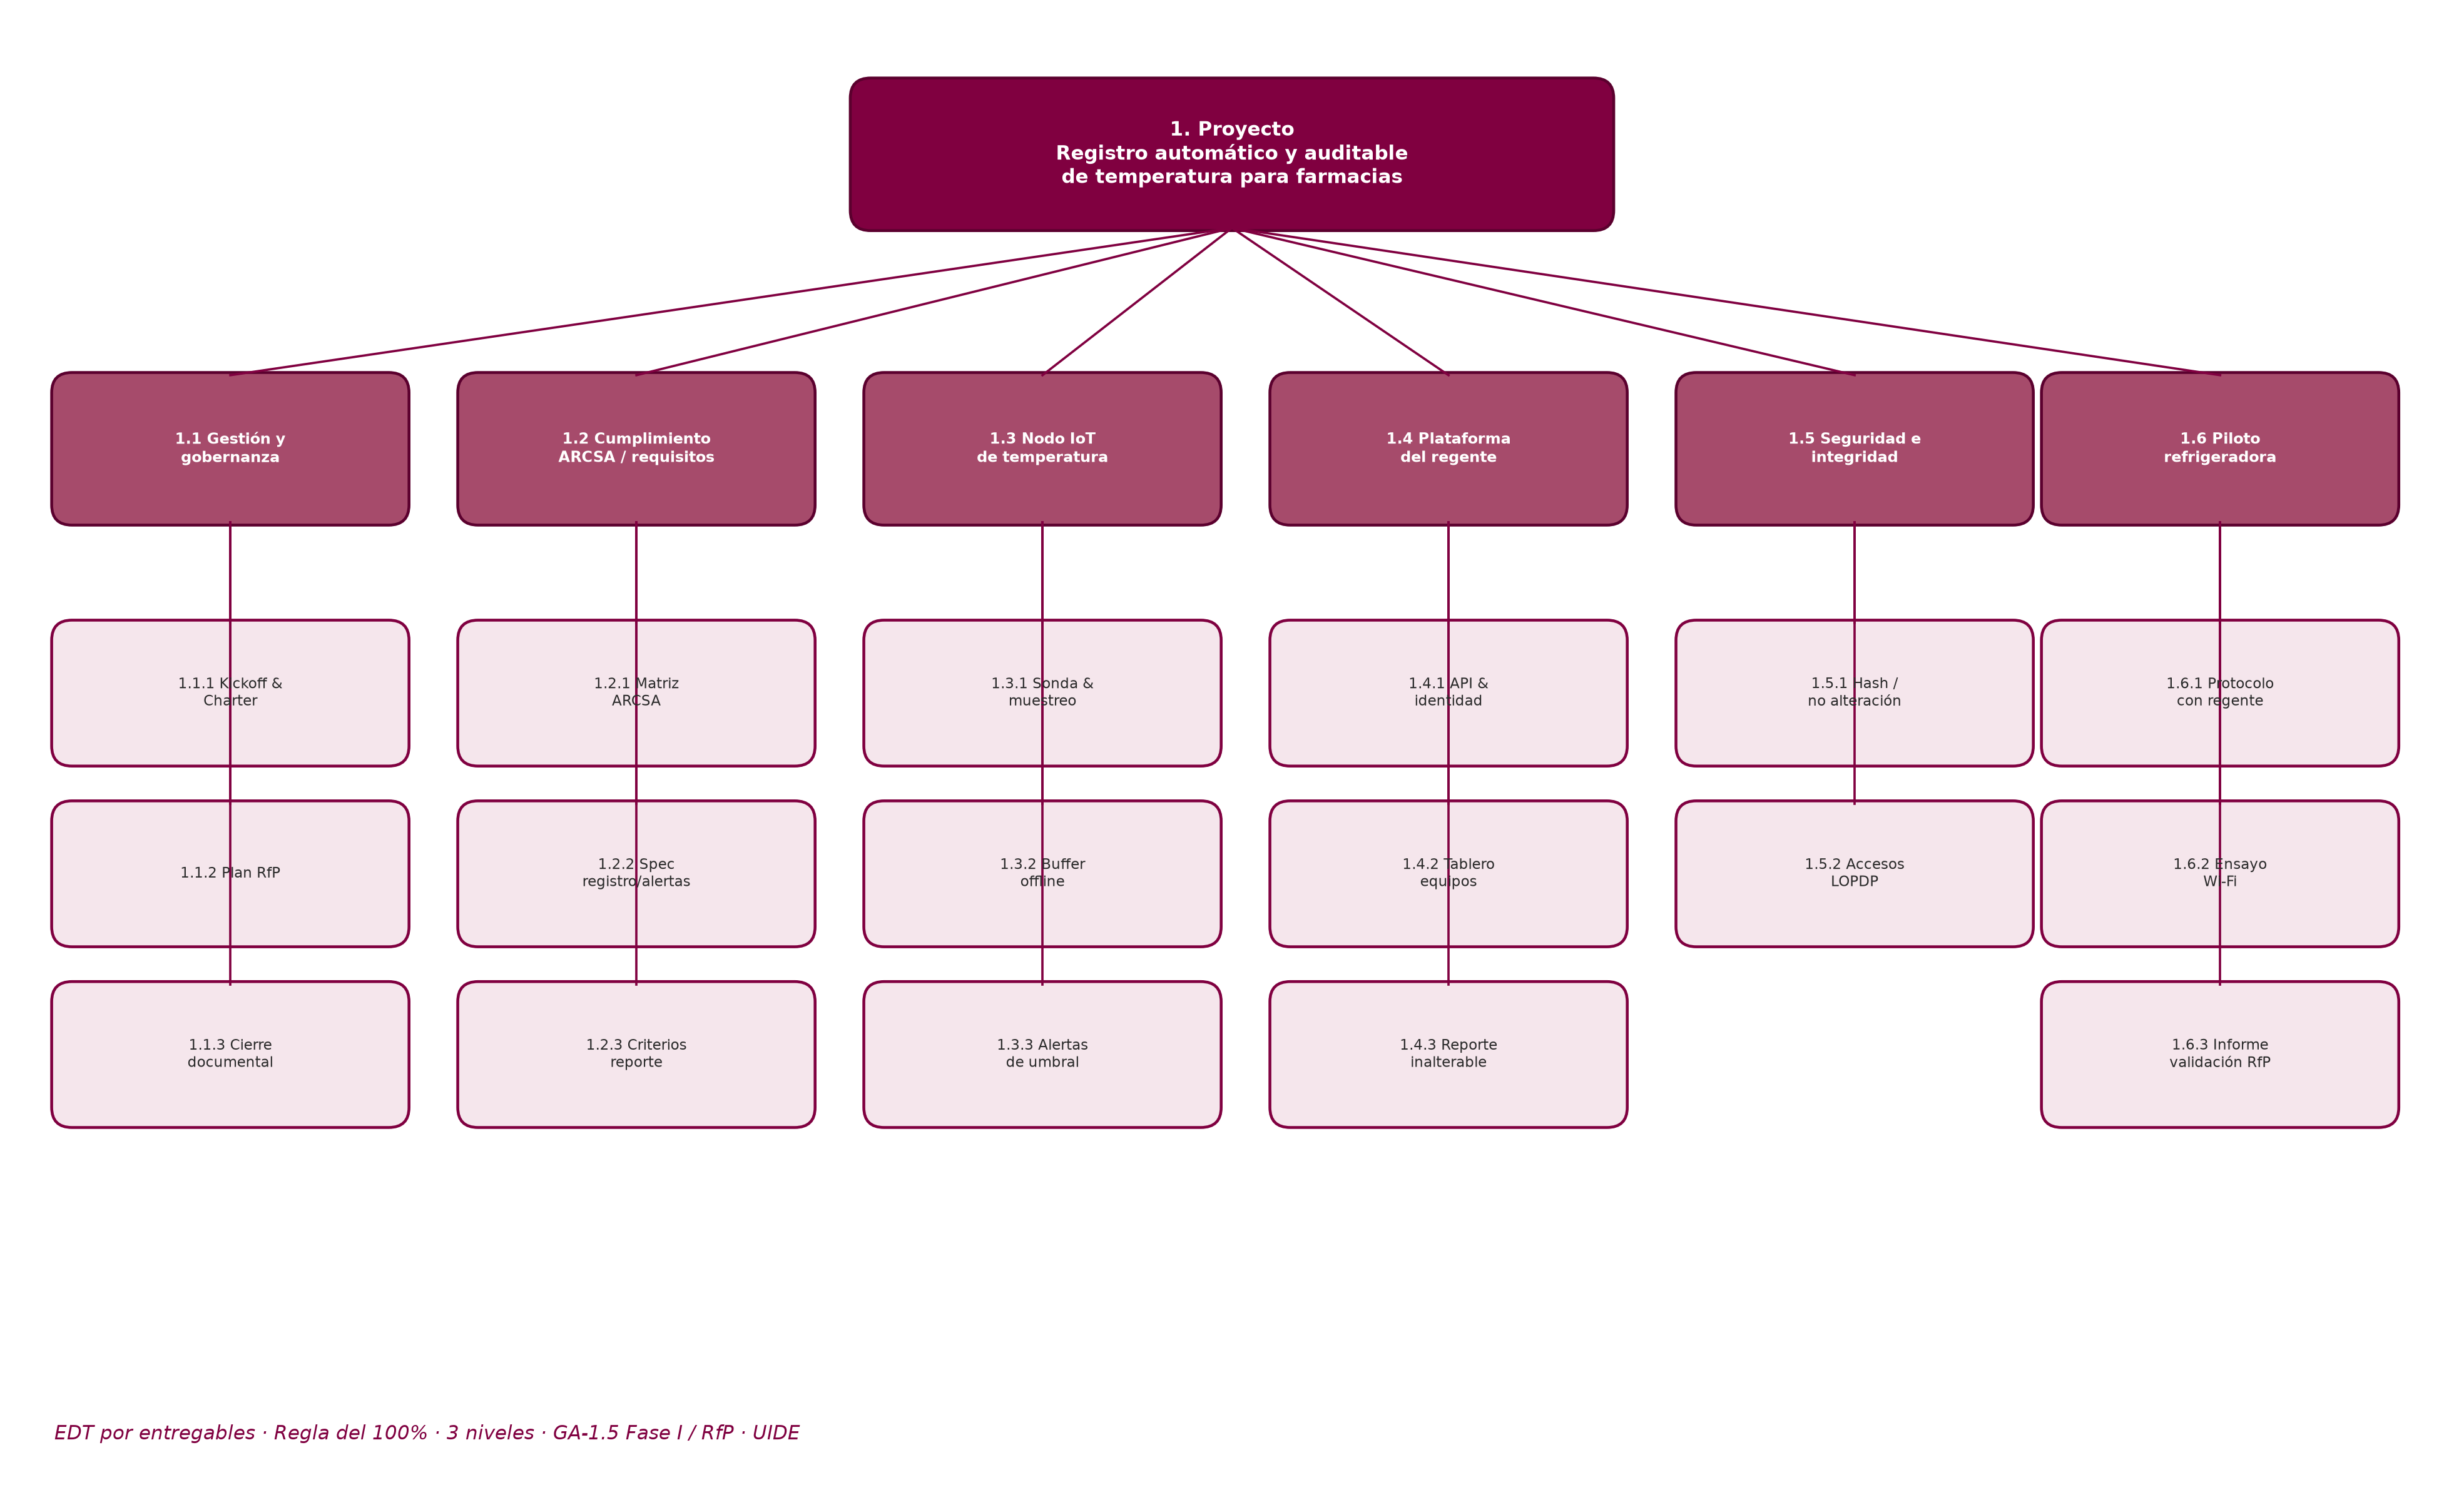 1. Proyecto
Registro automático y auditable
de temperatura para farmacias
1.1 Gestión y
gobernanza
1.2 Cumplimiento
ARCSA / requisitos
1.3 Nodo IoT
de temperatura
1.4 Plataforma
del regente
1.5 Seguridad e
integridad
1.6 Piloto
refrigeradora
1.1.1 Kickoff &
Charter
1.2.1 Matriz
ARCSA
1.3.1 Sonda &
muestreo
1.4.1 API &
identidad
1.5.1 Hash /
no alteración
1.6.1 Protocolo
con regente
1.1.2 Plan RfP
1.2.2 Spec
registro/alertas
1.3.2 Buffer
offline
1.4.2 Tablero
equipos
1.5.2 Accesos
LOPDP
1.6.2 Ensayo
Wi-Fi
1.1.3 Cierre
documental
1.2.3 Criterios
reporte
1.3.3 Alertas
de umbral
1.4.3 Reporte
inalterable
1.6.3 Informe
validación RfP
EDT por entregables · Regla del 100% · 3 niveles · GA-1.5 Fase I / RfP · UIDE